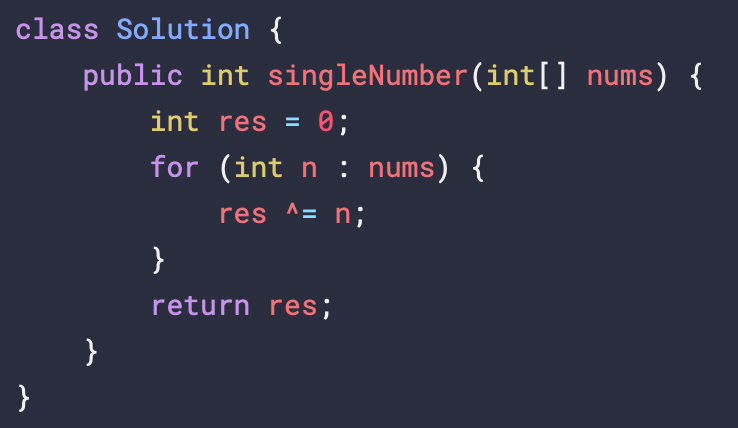 class Solution {
    public int singleNumber(int[] nums) {
        int res = 0;
        for (int n : nums) {
            res ^= n;
        }
        return res;
    }
}